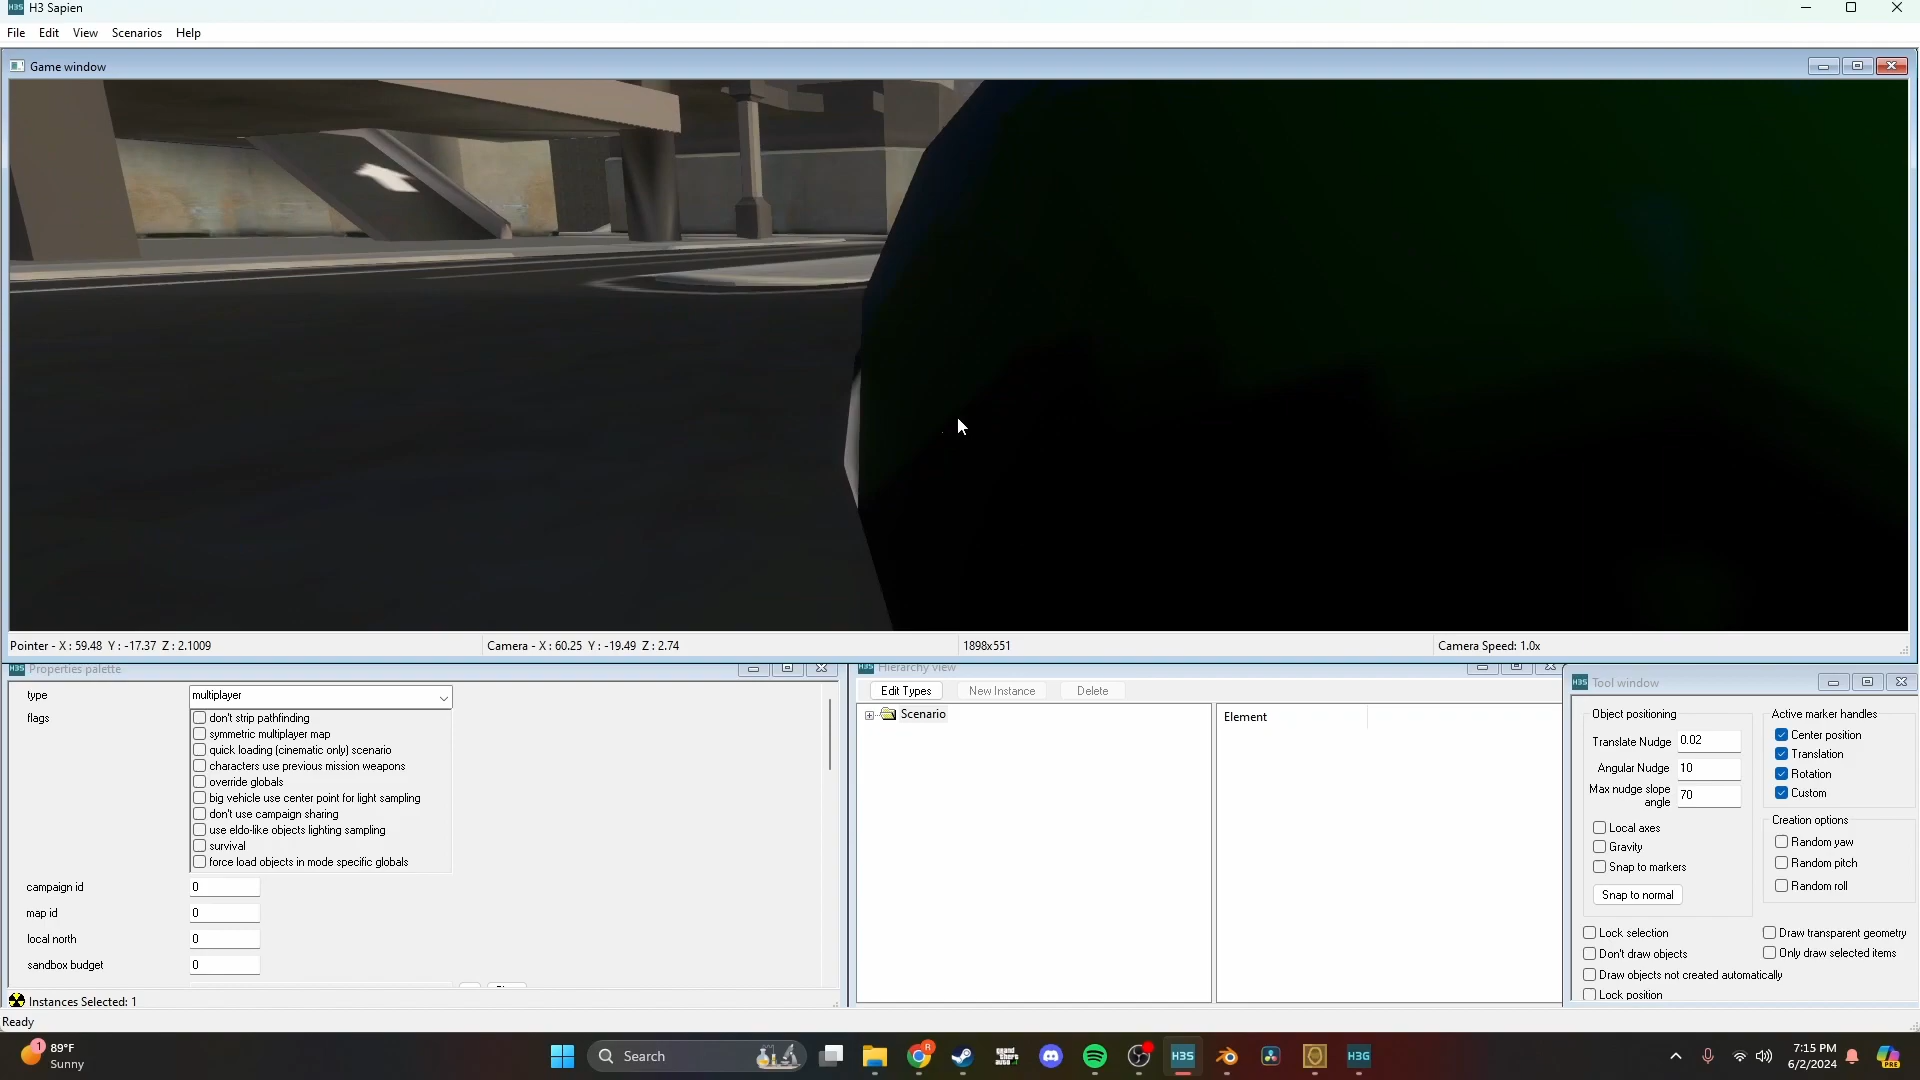 H3S H3 Sapien
File Edit View Scenarios Help
Game window
Pointer - X : 59.48 Y : -17.37 Z : 2.1009 Camera - X : 60.25 Y : -19.49 Z : 2.74 1898x551 Camera Speed: 1.0x
H3S Properties palette
type multiplayer
flags
don't strip pathfinding
symmetric multiplayer map
quick loading (cinematic only) scenario
characters use previous mission weapons
override globals
big vehicle use center point for light sampling
don't use campaign sharing
use eldo-like objects lighting sampling
survival
force load objects in mode specific globals
campaign id 0
map id 0
local north 0
sandbox budget 0
Instances Selected: 1
H3S Hierarchy view
Edit Types New Instance Delete
Scenario
Element
H3S Tool window
Object positioning
Translate Nudge 0.02
Angular Nudge 10
Max nudge slope
angle 70
Local axes
Gravity
Snap to markers
Snap to normal
Active marker handles
Center position
Translation
Rotation
Custom
Creation options
Random yaw
Random pitch
Random roll
Lock selection
Don't draw objects
Draw transparent geometry
Only draw selected items
Draw objects not created automatically
Lock position
Ready
1
89°F
Sunny
Search
H3S
H3G
7:15 PM
6/2/2024
PRE